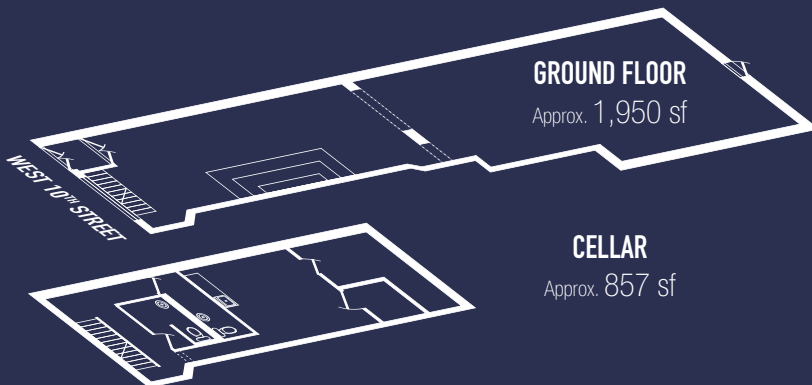 GROUND FLOOR
Approx. 1,950 sf
WEST 10TH STREET
CELLAR
Approx. 857 sf